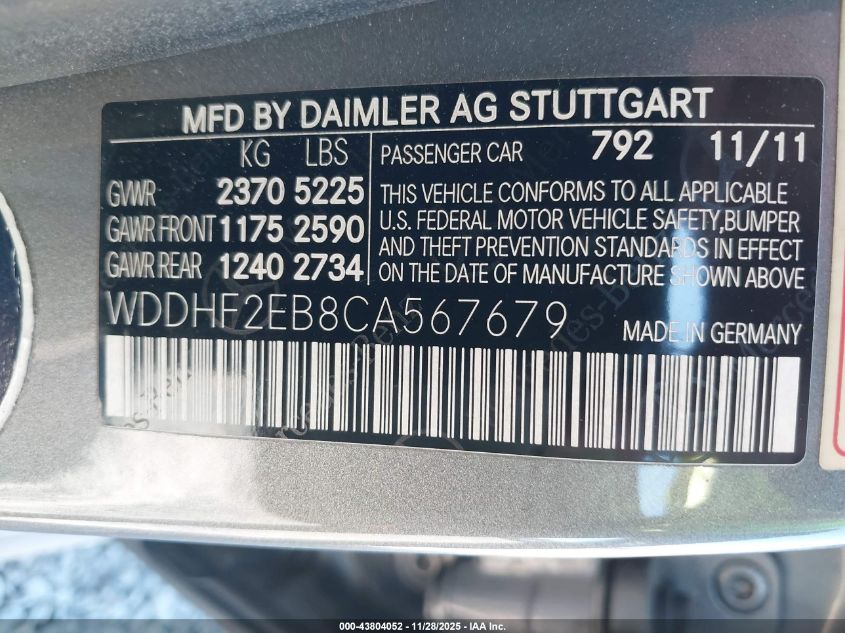 MFD BY DAIMLER AG STUTTGART
KG LBS
GVWR 2370 5225
GAWR FRONT 1175 2590
GAWR REAR 1240 2734
PASSENGER CAR 792 11/11
THIS VEHICLE CONFORMS TO ALL APPLICABLE
U.S. FEDERAL MOTOR VEHICLE SAFETY,BUMPER
AND THEFT PREVENTION STANDARDS IN EFFECT
ON THE DATE OF MANUFACTURE SHOWN ABOVE
WDDHF2EB8CA567679 MADE IN GERMANY
000-43804052 - 11/28/2025 - IAA Inc.